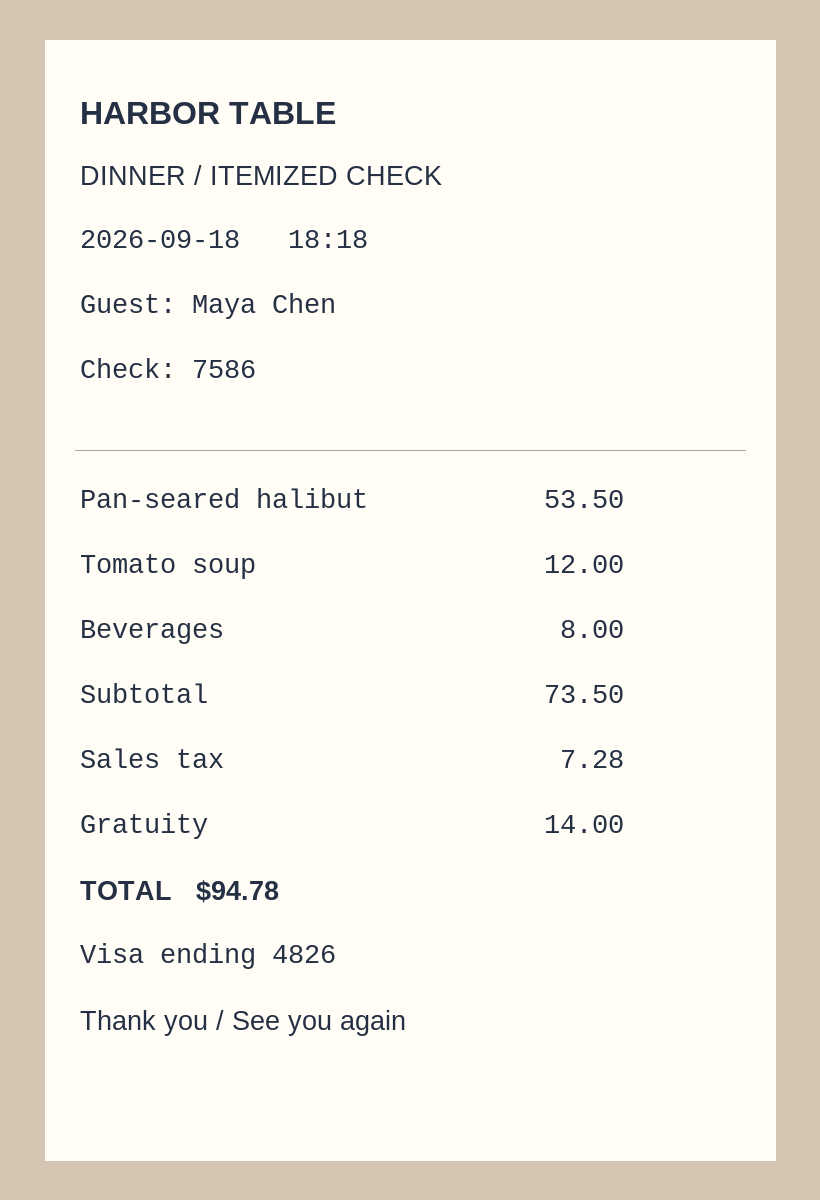 HARBOR TABLE
DINNER / ITEMIZED CHECK
2026-09-18   18:18
Guest: Maya Chen
Check: 7586
Pan-seared halibut           53.50
Tomato soup                  12.00
Beverages                     8.00
Subtotal                     73.50
Sales tax                     7.28
Gratuity                     14.00
TOTAL   $94.78
Visa ending 4826
Thank you / See you again